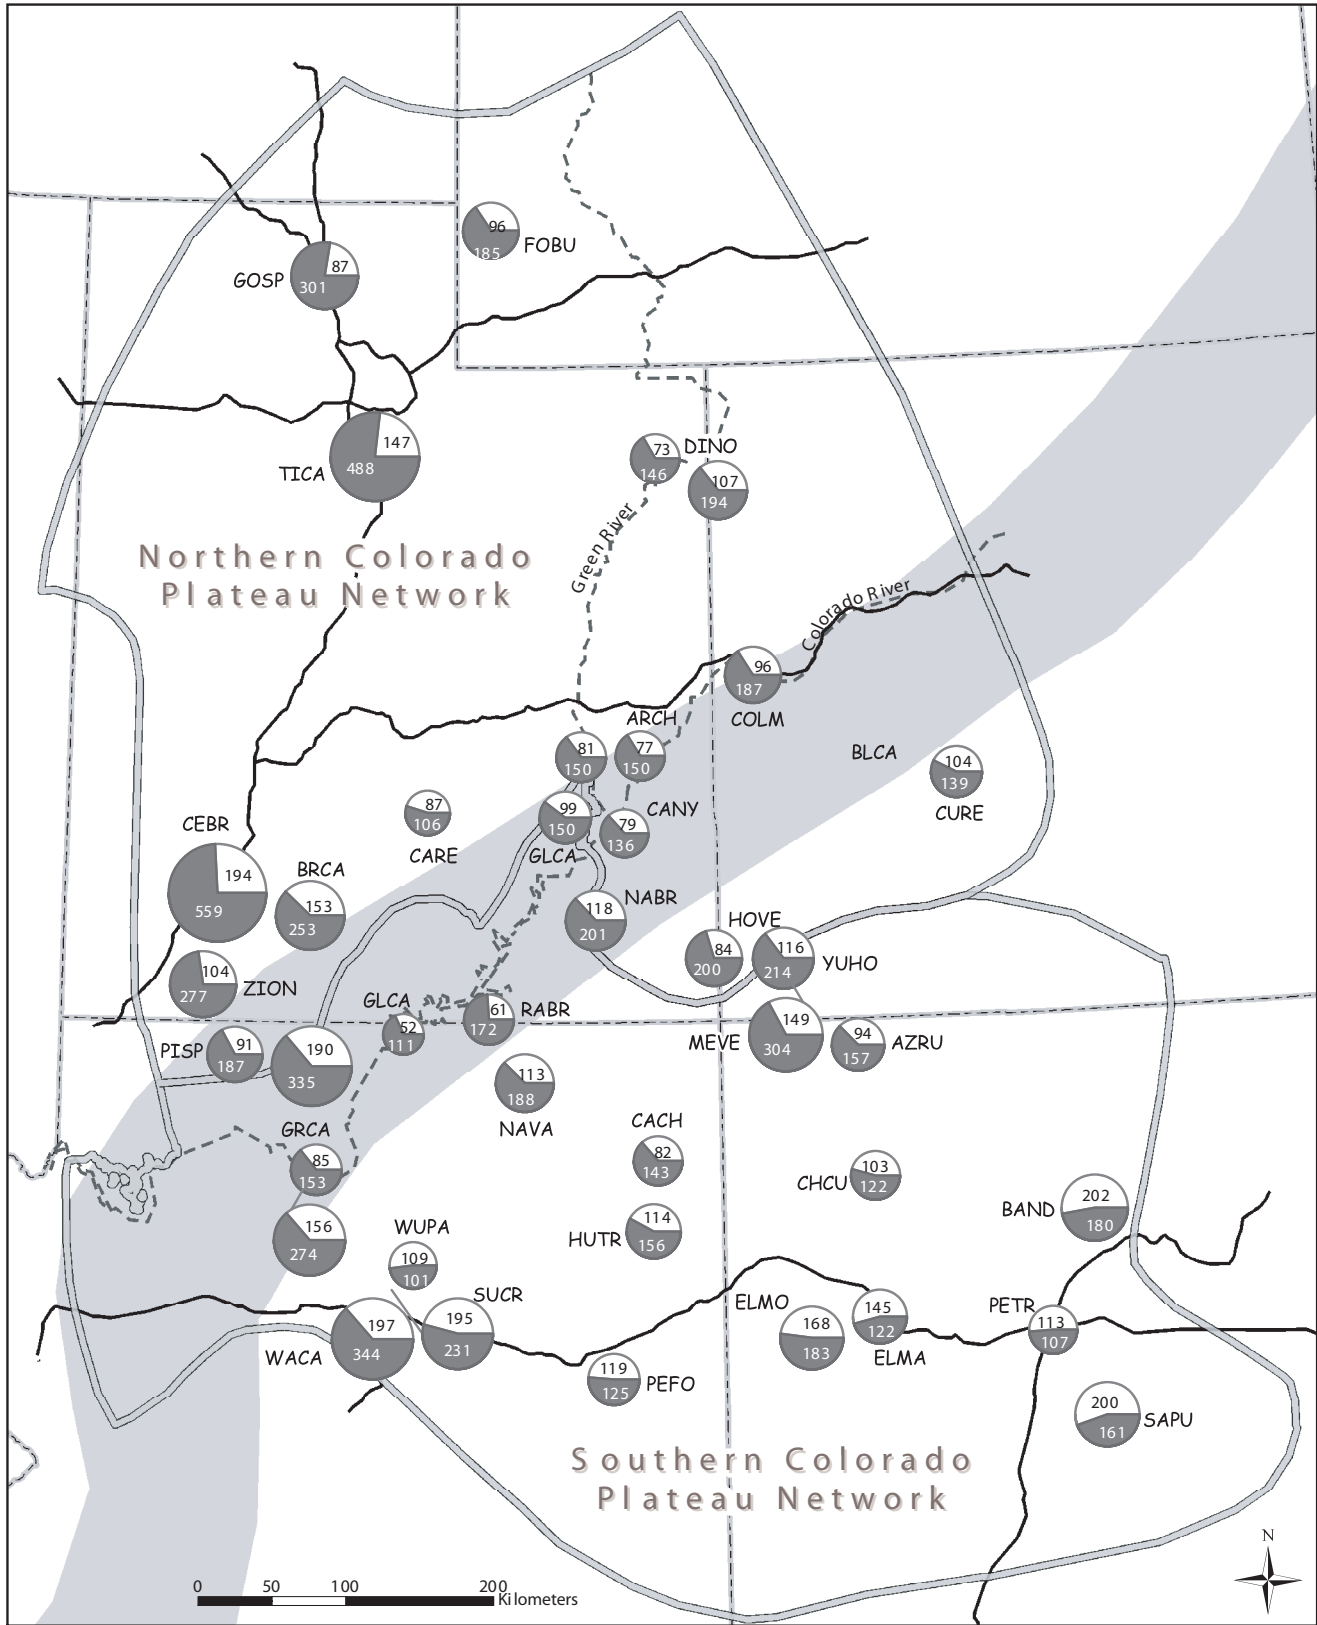 96
185
FOBU
87
GOSP
301
147
TICA
488
73
DINO
146
107
194
Northern Colorado
Plateau Network
Green River
Colorado River
96
187
COLM
ARCH
81
150
77
150
BLCA
104
139
CURE
87
106
CARE
99
150
GLCA
CANY
79
136
CEBR
194
559
BRCA
153
253
NABR
118
201
HOVE
84
200
116
214
YUHO
104
277
ZION
GLCA
52
111
61
172
RABR
MEVE
149
304
94
157
AZRU
PISP
91
187
190
335
113
188
NAVA
GRCA
85
153
CACH
82
143
CHCU
103
122
BAND
202
180
156
274
WUPA
109
101
HUTR
114
156
SUCR
195
231
197
344
WACA
ELMO
168
183
145
122
ELMA
PETR
113
107
119
125
PEFO
200
161
SAPU
Southern Colorado
Plateau Network
N
0 50 100 200
Kilometers